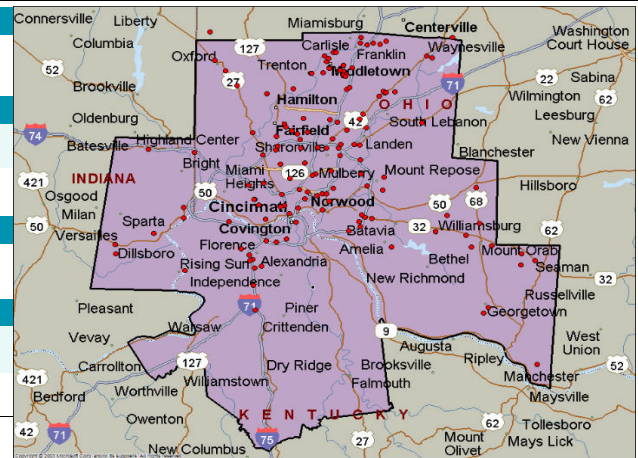 Connersville
Liberty
Miamisburg
Centerville
Washington
Court House
Columbia
127
Carlisle
Franklin
Waynesville
Oxford
52
Trenton
Middletown
71
22
Sabina
27
Brookville
Hamilton
OHIO
Wilmington
62
Oldenburg
42
South Lebanon
Leesburg
74
Fairfield
Batesville
Highland Center
Sharonville
Landen
New Vienna
Bright
Blanchester
421
INDIANA
Miami
Heights
126
Mulberry
Mount Repose
Hillsboro
Osgood
50
Milan
Cincinnati
Norwood
50
68
50
Sparta
Covington
32
Williamsburg
62
Versailles
Batavia
Florence
Amelia
Mount Orab
Dillsboro
Rising Sun
Alexandria
Bethel
Seaman
Independence
New Richmond
32
Russellville
Pleasant
71
Piner
Georgetown
Warsaw
Crittenden
9
West
Union
Vevay
Augusta
Carrollton
127
Dry Ridge
Brooksville
Ripley
52
421
Williamstown
Falmouth
Manchester
Bedford
Worthville
Maysville
KENTUCKY
Owenton
62
Tollesboro
42
71
75
27
Mount
Olivet
Mays Lick
New Columbus